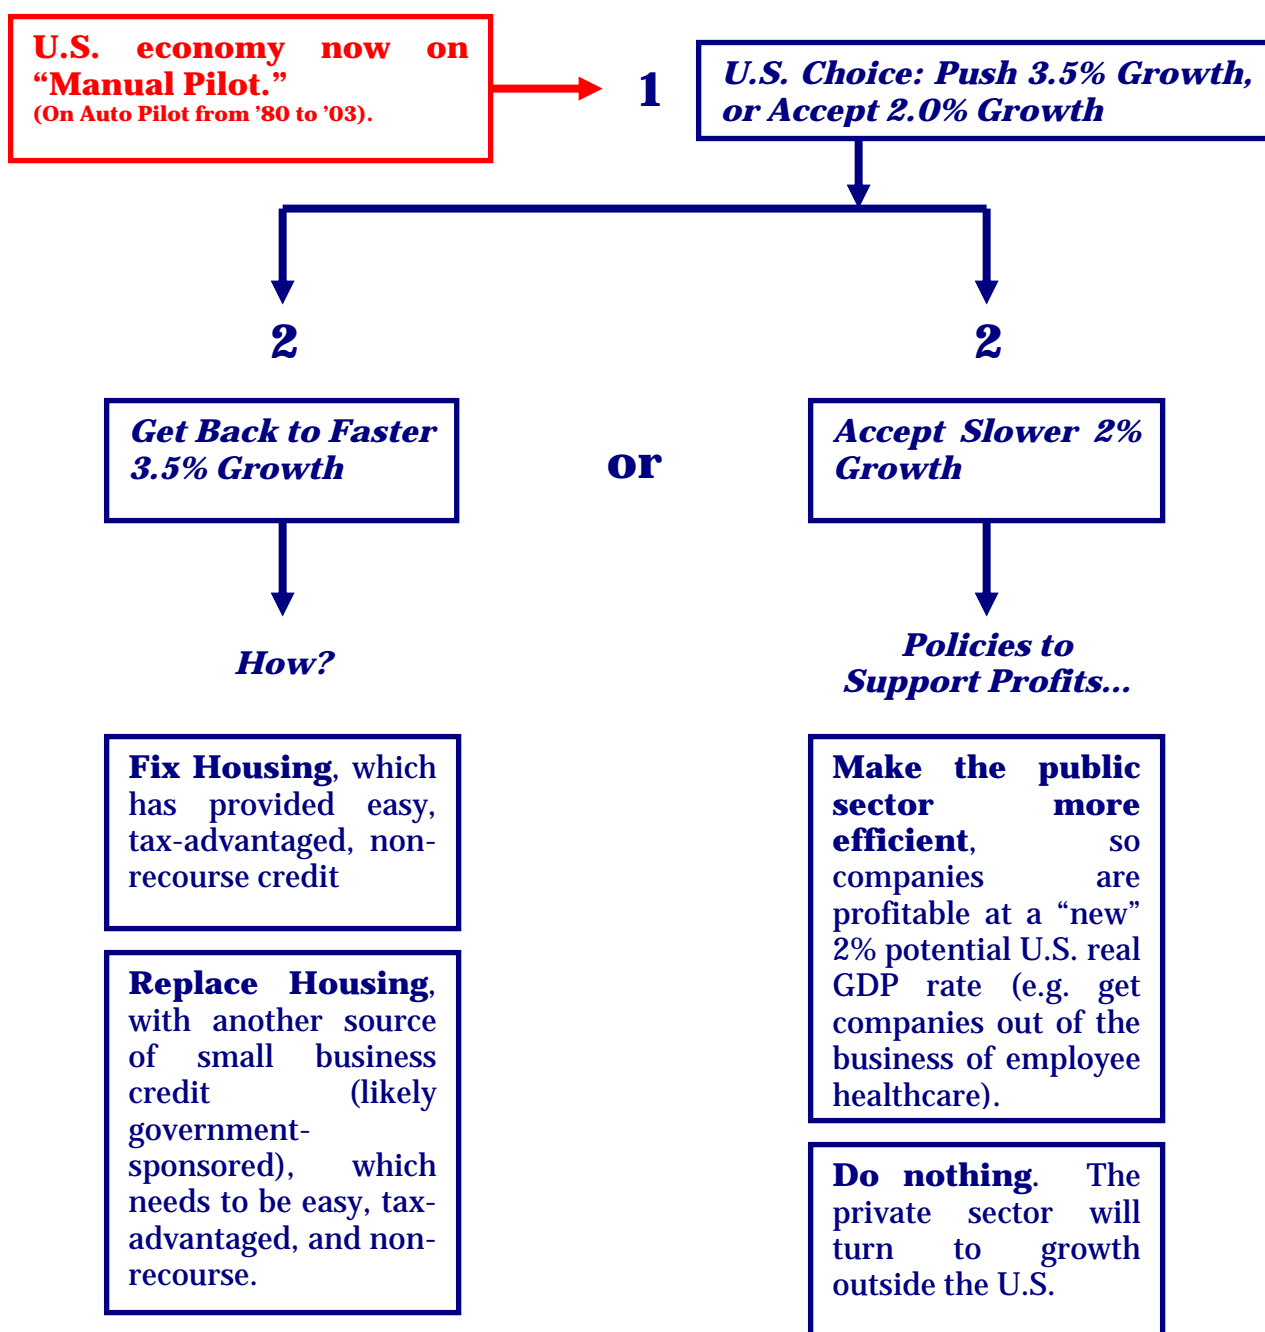 U.S. economy now on
“Manual Pilot.”
(On Auto Pilot from ’80 to ’03).
1
U.S. Choice: Push 3.5% Growth,
or Accept 2.0% Growth
2
2
Get Back to Faster
3.5% Growth
or
Accept Slower 2%
Growth
How?
Policies to
Support Profits...
Fix Housing, which
has provided easy,
tax-advantaged, non-
recourse credit
Replace Housing,
with another source
of small business
credit (likely
government-
sponsored), which
needs to be easy, tax-
advantaged, and non-
recourse.
Make the public
sector more
efficient, so
companies are
profitable at a “new”
2% potential U.S. real
GDP rate (e.g. get
companies out of the
business of employee
healthcare).
Do nothing. The
private sector will
turn to growth
outside the U.S.